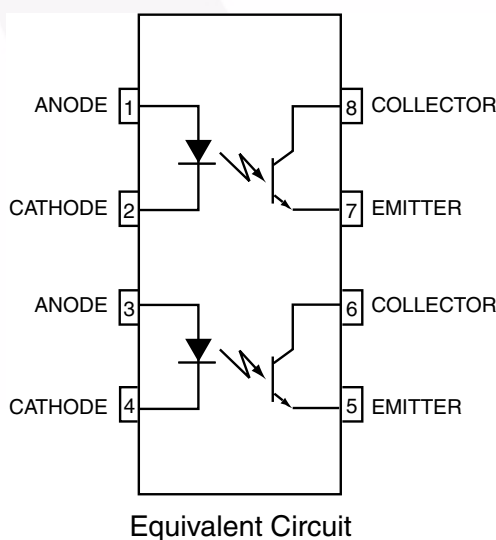 ANODE 1 8 COLLECTOR
CATHODE 2 7 EMITTER
ANODE 3 6 COLLECTOR
CATHODE 4 5 EMITTER
Equivalent Circuit